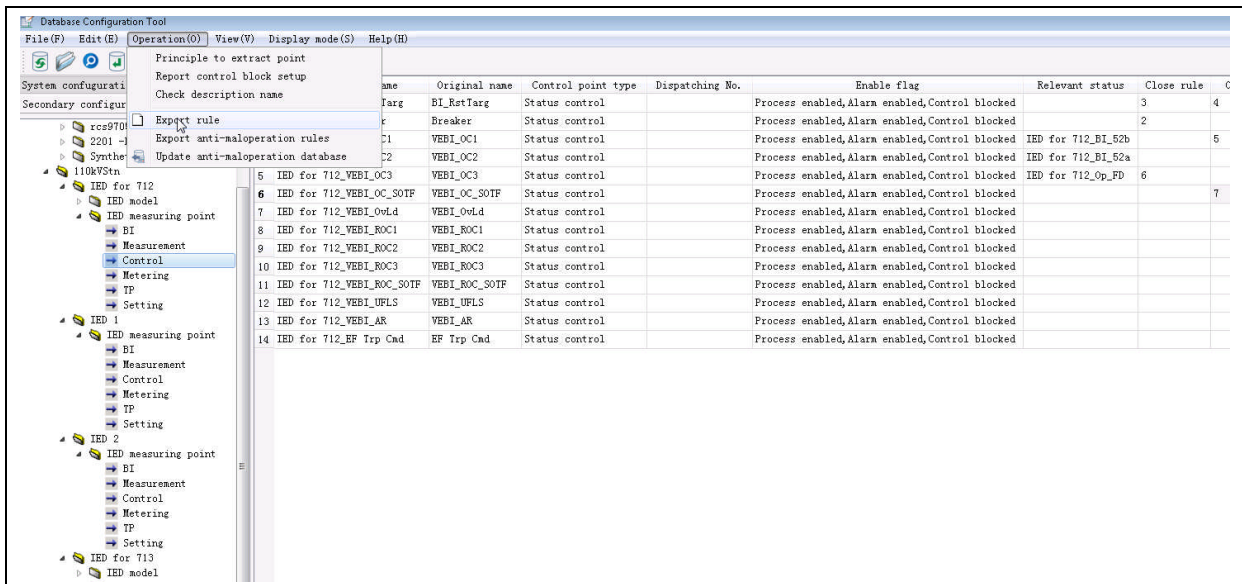 Database Configuration Tool
File(F) Edit(E) Operation(O) View(V) Display mode(S) Help(H)
Principle to extract point
Report control block setup
Check description name
Export rule
Export anti-maloperation rules
Update anti-maloperation database
System confugurati
Secondary configur
rcs970
2201 -
Synthe
110kVStn
IED for 712
IED model
IED measuring point
BI
Measurement
Control
Metering
TP
Setting
IED 1
IED measuring point
BI
Measurement
Control
Metering
TP
Setting
IED 2
IED measuring point
BI
Measurement
Control
Metering
TP
Setting
IED for 713
IED model
ame Original name Control point type Dispatching No. Enable flag Relevant status Close rule
Targ BI_RstTarg Status control Process enabled,Alarm enabled,Control blocked 3 4
r Breaker Status control Process enabled,Alarm enabled,Control blocked 2
C1 VEBI_OC1 Status control Process enabled,Alarm enabled,Control blocked IED for 712_BI_52b 5
C2 VEBI_OC2 Status control Process enabled,Alarm enabled,Control blocked IED for 712_BI_52a
5 IED for 712_VEBI_OC3 VEBI_OC3 Status control Process enabled,Alarm enabled,Control blocked IED for 712_Op_FD 6
6 IED for 712_VEBI_OC_SOTF VEBI_OC_SOTF Status control Process enabled,Alarm enabled,Control blocked 7
7 IED for 712_VEBI_OvLd VEBI_OvLd Status control Process enabled,Alarm enabled,Control blocked
8 IED for 712_VEBI_ROC1 VEBI_ROC1 Status control Process enabled,Alarm enabled,Control blocked
9 IED for 712_VEBI_ROC2 VEBI_ROC2 Status control Process enabled,Alarm enabled,Control blocked
10 IED for 712_VEBI_ROC3 VEBI_ROC3 Status control Process enabled,Alarm enabled,Control blocked
11 IED for 712_VEBI_ROC_SOTF VEBI_ROC_SOTF Status control Process enabled,Alarm enabled,Control blocked
12 IED for 712_VEBI_UFLS VEBI_UFLS Status control Process enabled,Alarm enabled,Control blocked
13 IED for 712_VEBI_AR VEBI_AR Status control Process enabled,Alarm enabled,Control blocked
14 IED for 712_EF Trp Cmd EF Trp Cmd Status control Process enabled,Alarm enabled,Control blocked